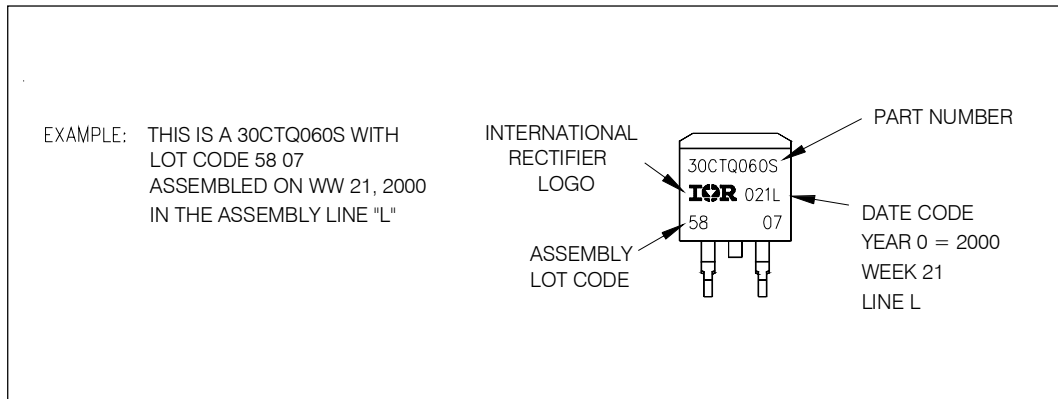 EXAMPLE: THIS IS A 30CTQ060S WITH
LOT CODE 58 07
ASSEMBLED ON WW 21, 2000
IN THE ASSEMBLY LINE "L"
INTERNATIONAL
RECTIFIER
LOGO
ASSEMBLY
LOT CODE
30CTQ060S
IOR 021L
58 07
PART NUMBER
DATE CODE
YEAR 0 = 2000
WEEK 21
LINE L